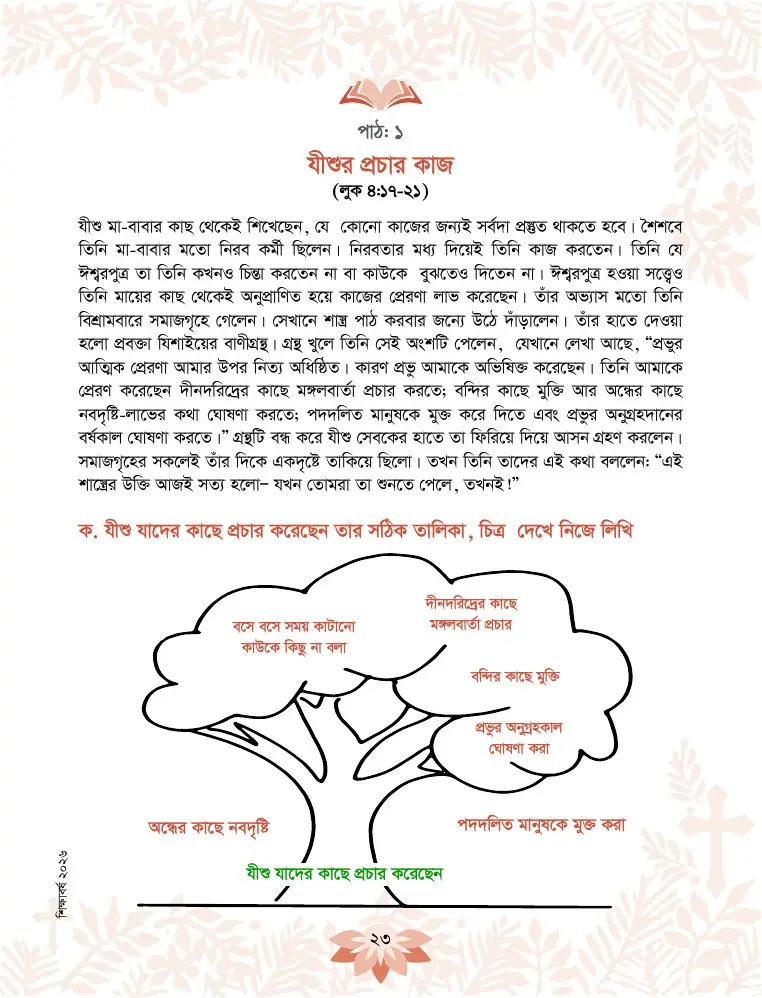 পাঠ: ১
যীশুর প্রচার কাজ
(লুক ৪:১৭-২১)
যীশু মা-বাবার কাছ থেকেই শিখেছেন, যে কোনো কাজের জন্যই সর্বদা প্রস্তুত থাকতে হবে। শৈশবে
তিনি মা-বাবার মতো নিরব কর্মী ছিলেন। নিরবতার মধ্য দিয়েই তিনি কাজ করতেন। তিনি যে
ঈশ্বরপুত্র তা তিনি কখনও চিন্তা করতেন না বা কাউকে বুঝতেও দিতেন না। ঈশ্বরপুত্র হওয়া সত্ত্বেও
তিনি মায়ের কাছ থেকেই অনুপ্রাণিত হয়ে কাজের প্রেরণা লাভ করেছেন। তাঁর অভ্যাস মতো তিনি
বিশ্রামবারে সমাজগৃহে গেলেন। সেখানে শাস্ত্র পাঠ করবার জন্যে উঠে দাঁড়ালেন। তাঁর হাতে দেওয়া
হলো প্রবক্তা যিশাইয়ের বাণীগ্রন্থ। গ্রন্থ খুলে তিনি সেই অংশটি পেলেন, যেখানে লেখা আছে, “প্রভুর
আত্মিক প্রেরণা আমার উপর নিত্য অধিষ্ঠিত। কারণ প্রভু আমাকে অভিষিক্ত করেছেন। তিনি আমাকে
প্রেরণ করেছেন দীনদরিদ্রের কাছে মঙ্গলবার্তা প্রচার করতে; বন্দির কাছে মুক্তি আর অন্ধের কাছে
নবদৃষ্টি-লাভের কথা ঘোষণা করতে; পদদলিত মানুষকে মুক্ত করে দিতে এবং প্রভুর অনুগ্রহদানের
বর্ষকাল ঘোষণা করতে।” গ্রন্থটি বন্ধ করে যীশু সেবকের হাতে তা ফিরিয়ে দিয়ে আসন গ্রহণ করলেন।
সমাজগৃহের সকলেই তাঁর দিকে একদৃষ্টে তাকিয়ে ছিলো। তখন তিনি তাদের এই কথা বললেন: “এই
শাস্ত্রের উক্তি আজই সত্য হলো– যখন তোমরা তা শুনতে পেলে, তখনই!”
ক. যীশু যাদের কাছে প্রচার করেছেন তার সঠিক তালিকা, চিত্র দেখে নিজে লিখি
বসে বসে সময় কাটানো
কাউকে কিছু না বলা
দীনদরিদ্রের কাছে
মঙ্গলবার্তা প্রচার
বন্দির কাছে মুক্তি
প্রভুর অনুগ্রহকাল
ঘোষণা করা
অন্ধের কাছে নবদৃষ্টি
পদদলিত মানুষকে মুক্ত করা
যীশু যাদের কাছে প্রচার করেছেন
শিক্ষাবর্ষ ২০২৬
২৩